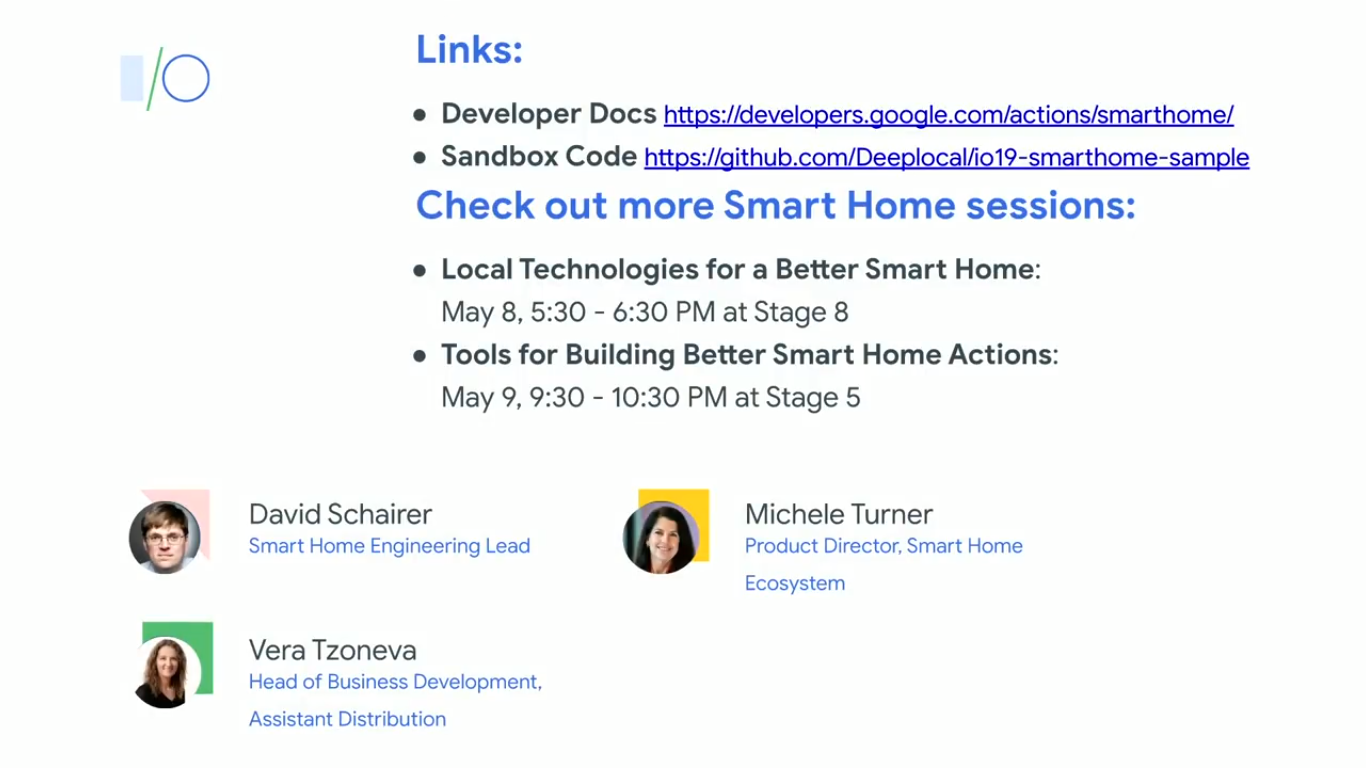 I/O
Links:
● Developer Docs https://developers.google.com/actions/smarthome/
● Sandbox Code https://github.com/Deeplocal/io19-smarthome-sample
Check out more Smart Home sessions:
● Local Technologies for a Better Smart Home:
May 8, 5:30 - 6:30 PM at Stage 8
● Tools for Building Better Smart Home Actions:
May 9, 9:30 - 10:30 PM at Stage 5
David Schairer
Smart Home Engineering Lead
Michele Turner
Product Director, Smart Home
Ecosystem
Vera Tzoneva
Head of Business Development,
Assistant Distribution